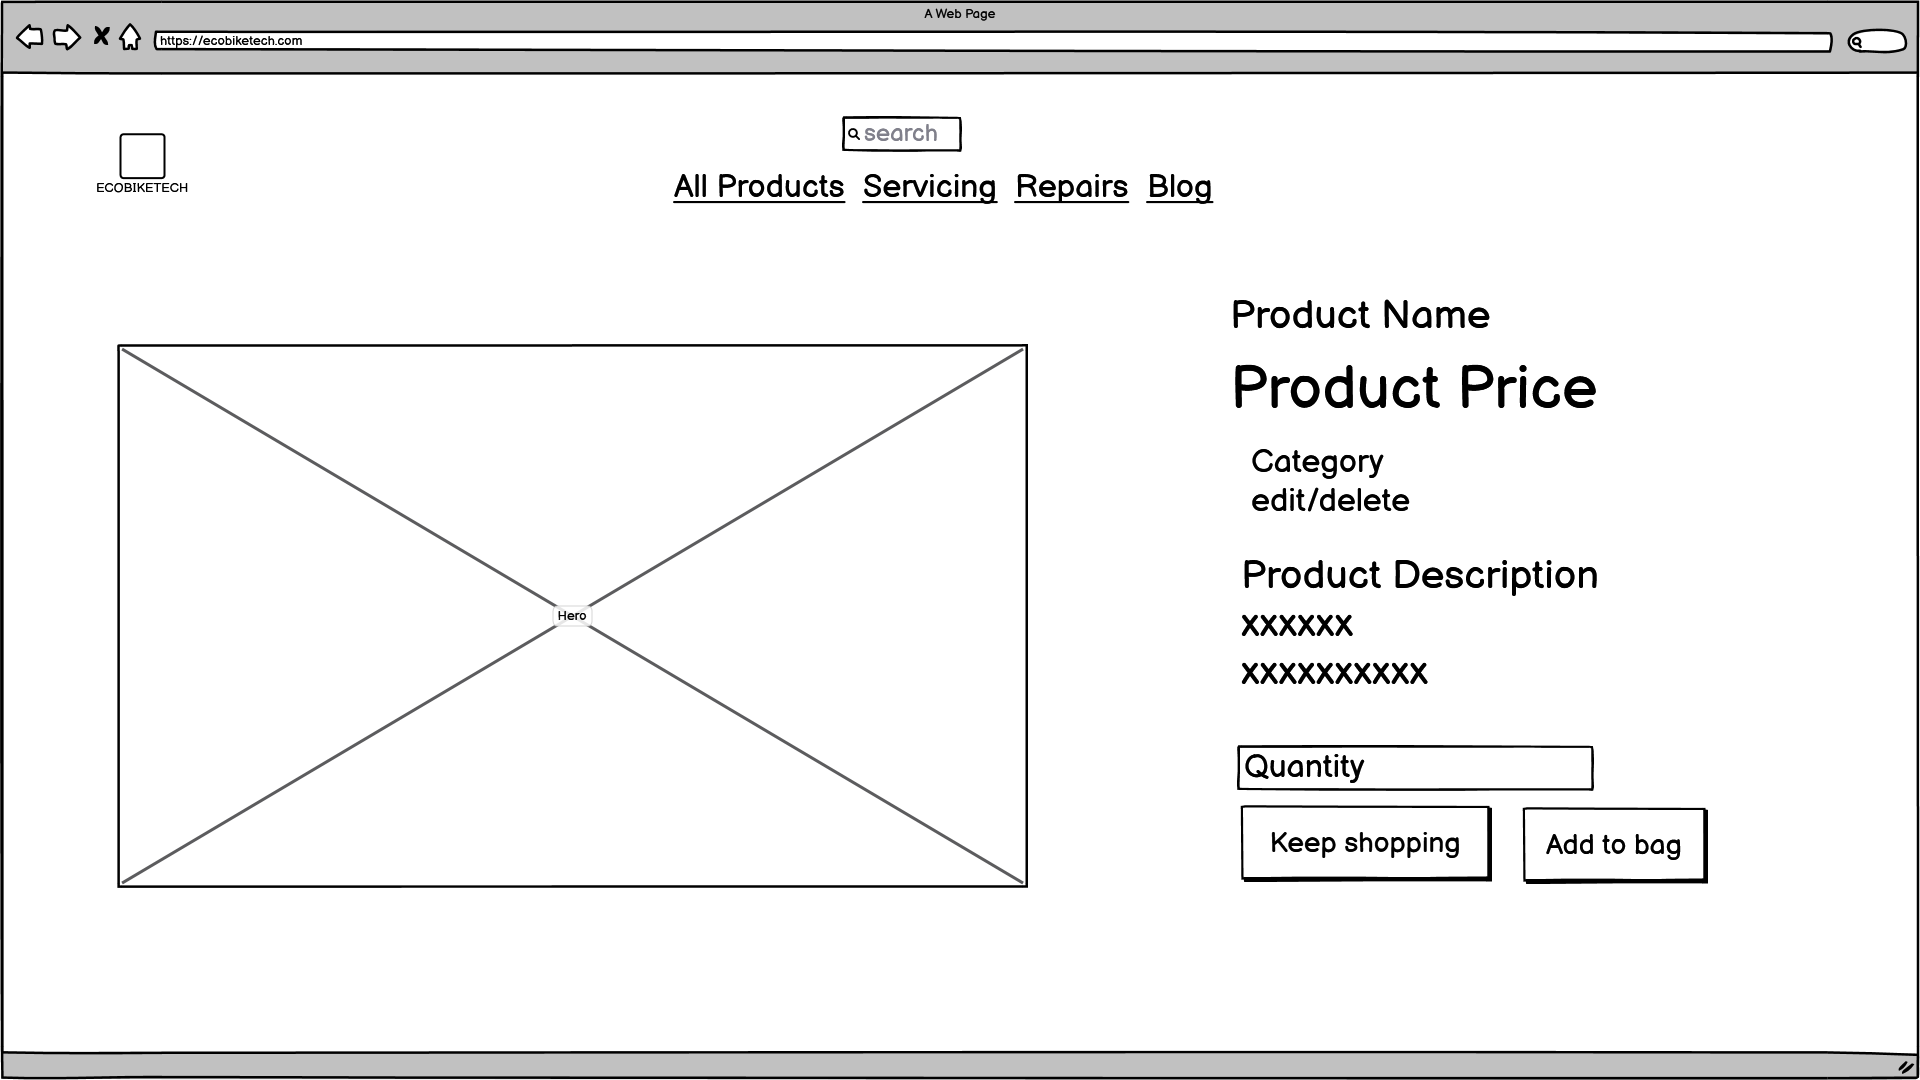 A Web Page
https://ecobiketech.com
search
ECOBIKETECH
All Products Servicing Repairs Blog
Product Name
Product Price
Category
edit/delete
Product Description
xxxxxx
xxxxxxxxxx
Hero
Quantity
Keep shopping
Add to bag